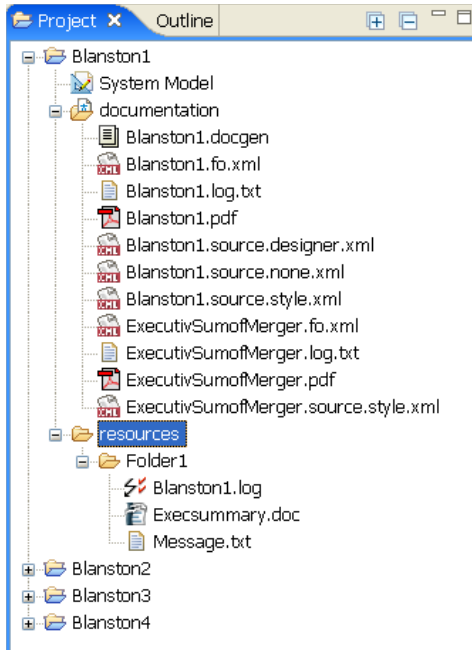 Project Outline
Blanston1
System Model
documentation
Blanston1.docgen
Blanston1.fo.xml
Blanston1.log.txt
Blanston1.pdf
Blanston1.source.designer.xml
Blanston1.source.none.xml
Blanston1.source.style.xml
ExecutivSumofMerger.fo.xml
ExecutivSumofMerger.log.txt
ExecutivSumofMerger.pdf
ExecutivSumofMerger.source.style.xml
resources
Folder1
Blanston1.log
Execsummary.doc
Message.txt
Blanston2
Blanston3
Blanston4